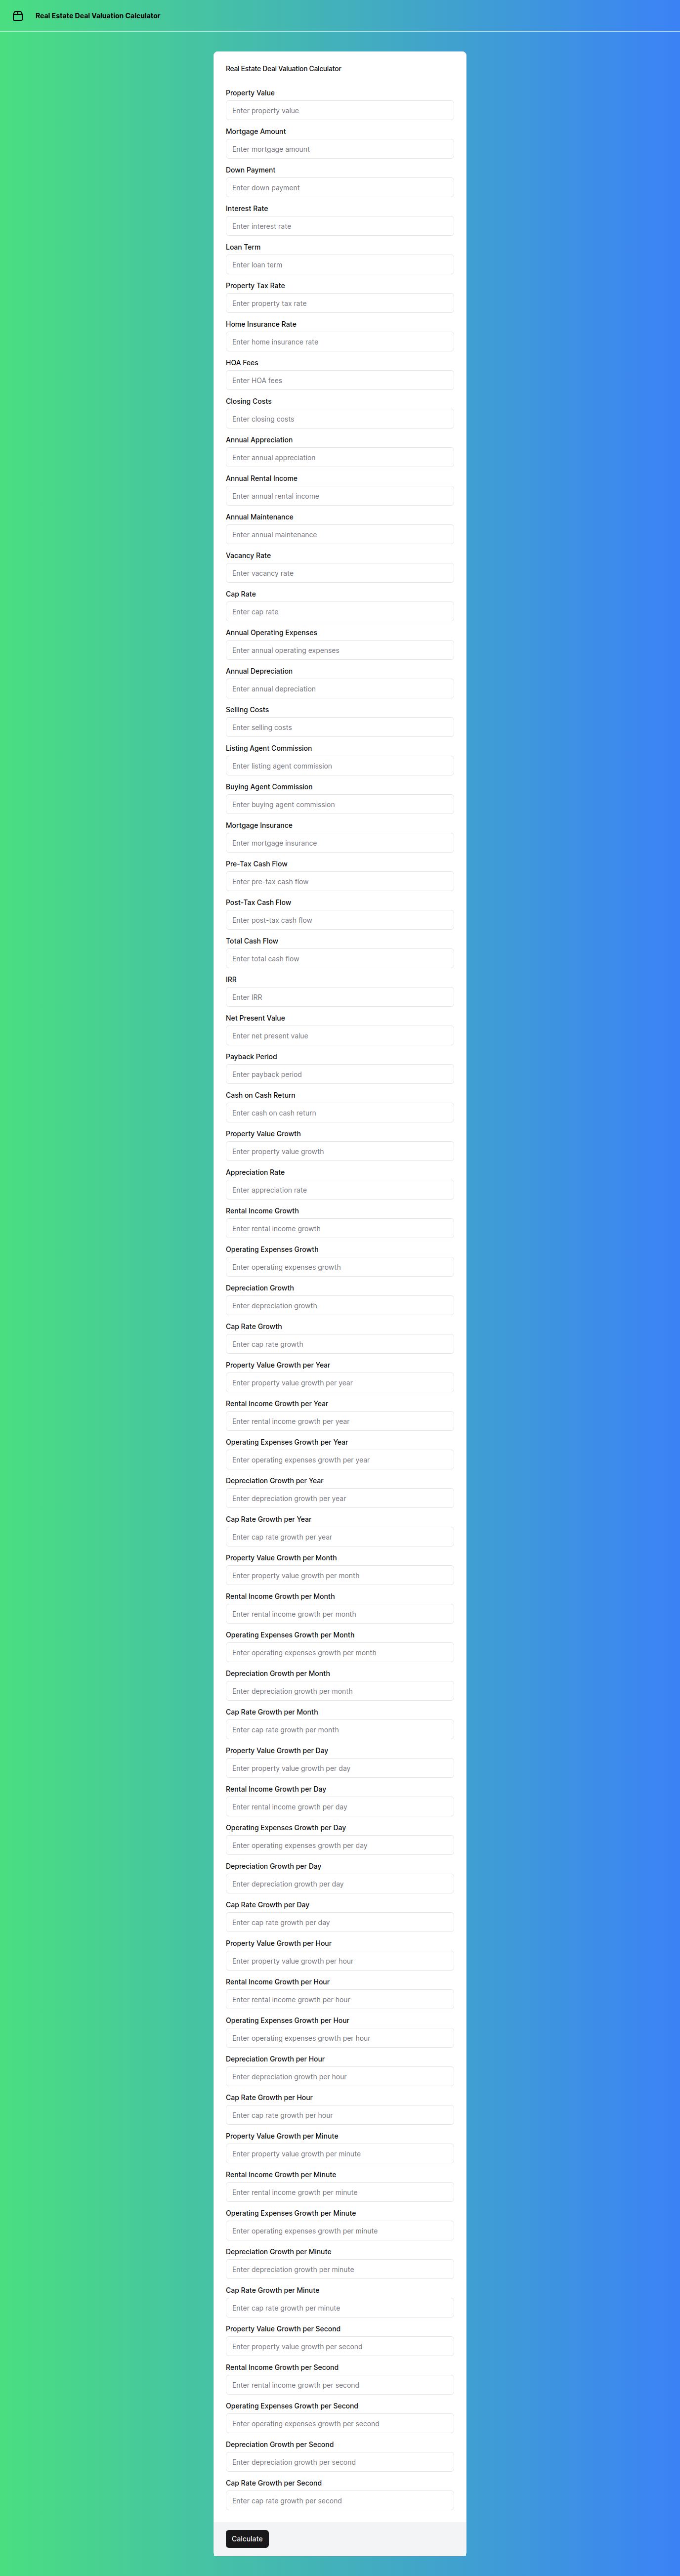 Real Estate Deal Valuation Calculator
Real Estate Deal Valuation Calculator
Property Value
Enter property value
Mortgage Amount
Enter mortgage amount
Down Payment
Enter down payment
Interest Rate
Enter interest rate
Loan Term
Enter loan term
Property Tax Rate
Enter property tax rate
Home Insurance Rate
Enter home insurance rate
HOA Fees
Enter HOA fees
Closing Costs
Enter closing costs
Annual Appreciation
Enter annual appreciation
Annual Rental Income
Enter annual rental income
Annual Maintenance
Enter annual maintenance
Vacancy Rate
Enter vacancy rate
Cap Rate
Enter cap rate
Annual Operating Expenses
Enter annual operating expenses
Annual Depreciation
Enter annual depreciation
Selling Costs
Enter selling costs
Listing Agent Commission
Enter listing agent commission
Buying Agent Commission
Enter buying agent commission
Mortgage Insurance
Enter mortgage insurance
Pre-Tax Cash Flow
Enter pre-tax cash flow
Post-Tax Cash Flow
Enter post-tax cash flow
Total Cash Flow
Enter total cash flow
IRR
Enter IRR
Net Present Value
Enter net present value
Payback Period
Enter payback period
Cash on Cash Return
Enter cash on cash return
Property Value Growth
Enter property value growth
Appreciation Rate
Enter appreciation rate
Rental Income Growth
Enter rental income growth
Operating Expenses Growth
Enter operating expenses growth
Depreciation Growth
Enter depreciation growth
Cap Rate Growth
Enter cap rate growth
Property Value Growth per Year
Enter property value growth per year
Rental Income Growth per Year
Enter rental income growth per year
Operating Expenses Growth per Year
Enter operating expenses growth per year
Depreciation Growth per Year
Enter depreciation growth per year
Cap Rate Growth per Year
Enter cap rate growth per year
Property Value Growth per Month
Enter property value growth per month
Rental Income Growth per Month
Enter rental income growth per month
Operating Expenses Growth per Month
Enter operating expenses growth per month
Depreciation Growth per Month
Enter depreciation growth per month
Cap Rate Growth per Month
Enter cap rate growth per month
Property Value Growth per Day
Enter property value growth per day
Rental Income Growth per Day
Enter rental income growth per day
Operating Expenses Growth per Day
Enter operating expenses growth per day
Depreciation Growth per Day
Enter depreciation growth per day
Cap Rate Growth per Day
Enter cap rate growth per day
Property Value Growth per Hour
Enter property value growth per hour
Rental Income Growth per Hour
Enter rental income growth per hour
Operating Expenses Growth per Hour
Enter operating expenses growth per hour
Depreciation Growth per Hour
Enter depreciation growth per hour
Cap Rate Growth per Hour
Enter cap rate growth per hour
Property Value Growth per Minute
Enter property value growth per minute
Rental Income Growth per Minute
Enter rental income growth per minute
Operating Expenses Growth per Minute
Enter operating expenses growth per minute
Depreciation Growth per Minute
Enter depreciation growth per minute
Cap Rate Growth per Minute
Enter cap rate growth per minute
Property Value Growth per Second
Enter property value growth per second
Rental Income Growth per Second
Enter rental income growth per second
Operating Expenses Growth per Second
Enter operating expenses growth per second
Depreciation Growth per Second
Enter depreciation growth per second
Cap Rate Growth per Second
Enter cap rate growth per second
Calculate